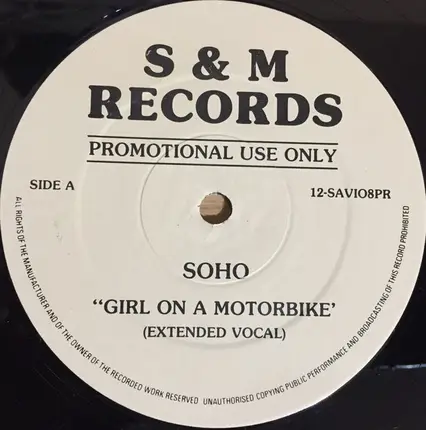 S & M
RECORDS
PROMOTIONAL USE ONLY
SIDE A
12-SAVIO8PR
SOHO
“GIRL ON A MOTORBIKE’
(EXTENDED VOCAL)
ALL RIGHTS OF THE MANUFACTURER AND OF THE OWNER OF THE RECORDED WORK RESERVED UNAUTHORISED COPYING PUBLIC PERFORMANCE AND BROADCASTING OF THIS RECORD PROHIBITED